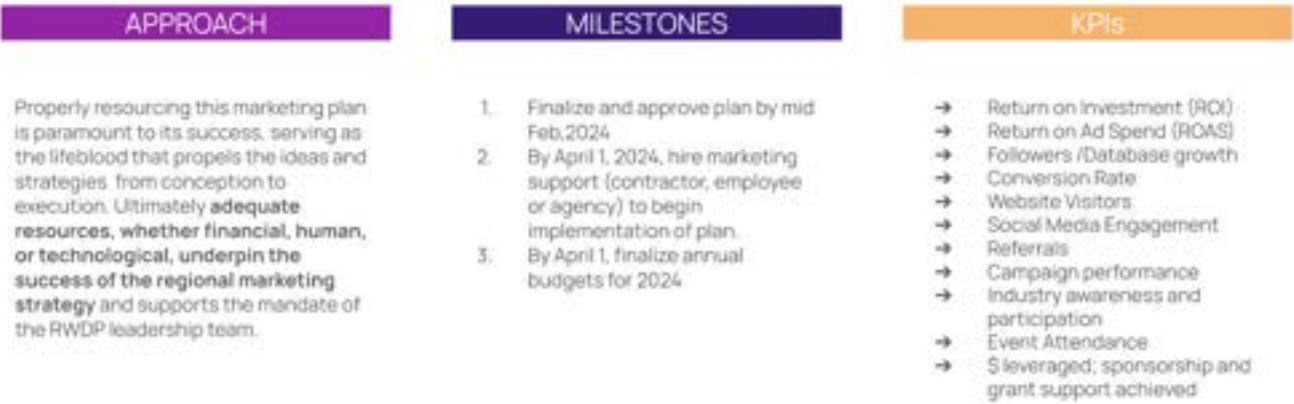 APPROACH
Properly resourcing this marketing plan
is paramount to its success, serving as
the lifeblood that propels the ideas and
strategies from conception to
execution. Ultimately adequate
resources, whether financial, human,
or technological, underpin the
success of the regional marketing
strategy and supports the mandate of
the RWDP leadership team.
MILESTONES
1. Finalize and approve plan by mid
Feb,2024
2. By April 1, 2024, hire marketing
support (contractor, employee
or agency) to begin
implementation of plan.
3. By April 1, finalize annual
budgets for 2024
KPIs
➔ Return on Investment (ROI)
➔ Return on Ad Spend (ROAS)
➔ Followers /Database growth
➔ Conversion Rate
➔ Website Visitors
➔ Social Media Engagement
➔ Referrals
➔ Campaign performance
➔ Industry awareness and
participation
➔ Event Attendance
➔ $ leveraged; sponsorship and
grant support achieved